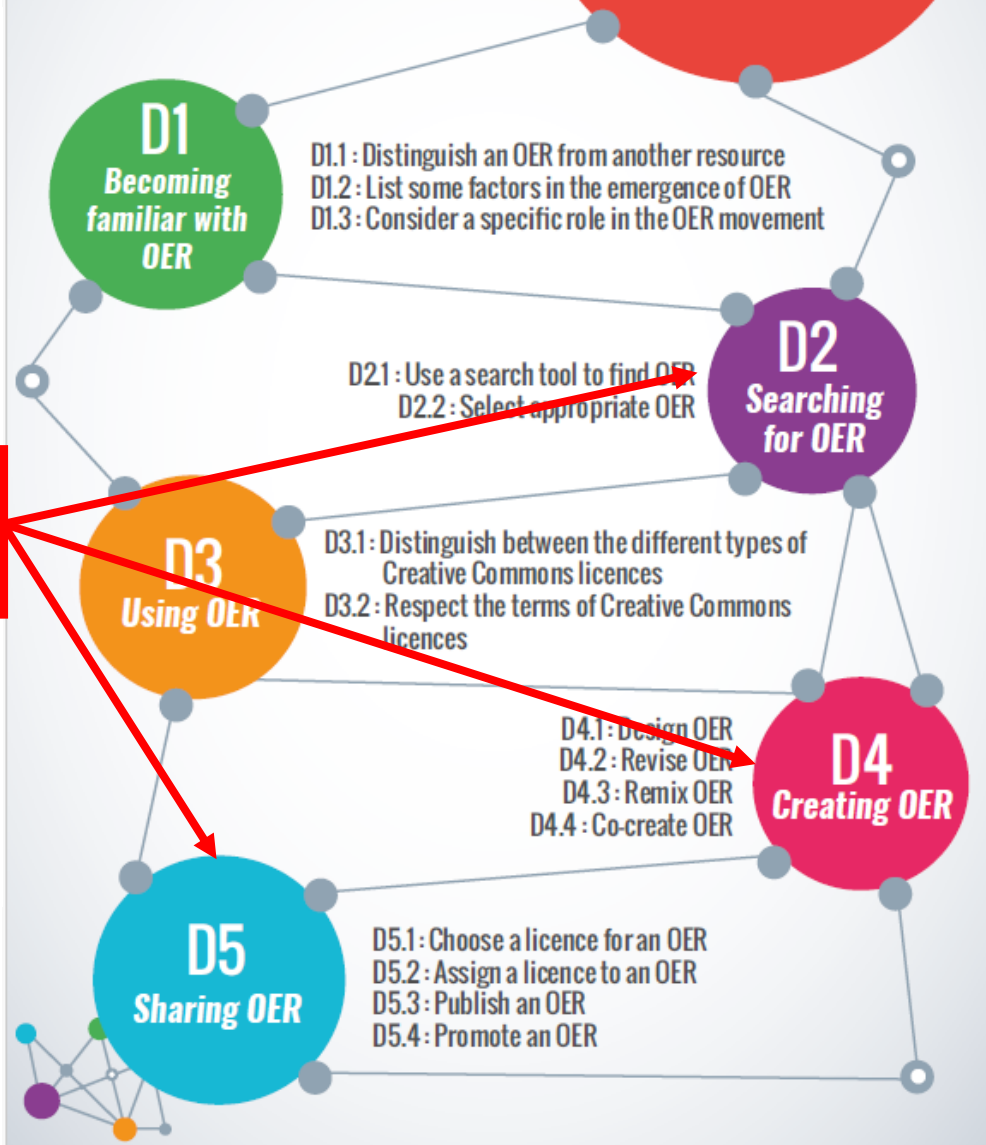 D1
Becoming
familiar with
OER
D1.1 : Distinguish an OER from another resource
D1.2 : List some factors in the emergence of OER
D1.3 : Consider a specific role in the OER movement
D2.1 : Use a search tool to find OER
D2.2 : Select appropriate OER
D2
Searching
for OER
D3
Using OER
D3.1 : Distinguish between the different types of
Creative Commons licences
D3.2 : Respect the terms of Creative Commons
licences
D4.1 : Design OER
D4.2 : Revise OER
D4.3 : Remix OER
D4.4 : Co-create OER
D4
Creating OER
D5
Sharing OER
D5.1 : Choose a licence for an OER
D5.2 : Assign a licence to an OER
D5.3 : Publish an OER
D5.4 : Promote an OER